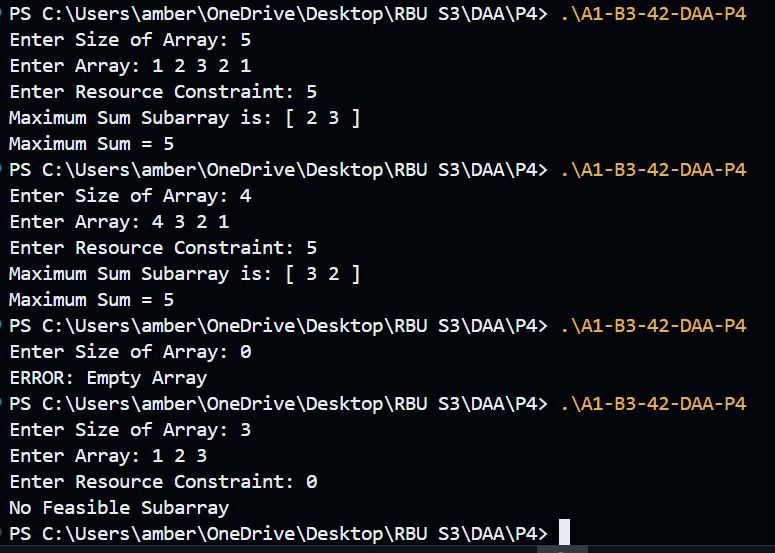 PS C:\Users\amber\OneDrive\Desktop\RBU S3\DAA\P4> .\A1-B3-42-DAA-P4
Enter Size of Array: 5
Enter Array: 1 2 3 2 1
Enter Resource Constraint: 5
Maximum Sum Subarray is: [ 2 3 ]
Maximum Sum = 5
PS C:\Users\amber\OneDrive\Desktop\RBU S3\DAA\P4> .\A1-B3-42-DAA-P4
Enter Size of Array: 4
Enter Array: 4 3 2 1
Enter Resource Constraint: 5
Maximum Sum Subarray is: [ 3 2 ]
Maximum Sum = 5
PS C:\Users\amber\OneDrive\Desktop\RBU S3\DAA\P4> .\A1-B3-42-DAA-P4
Enter Size of Array: 0
ERROR: Empty Array
PS C:\Users\amber\OneDrive\Desktop\RBU S3\DAA\P4> .\A1-B3-42-DAA-P4
Enter Size of Array: 3
Enter Array: 1 2 3
Enter Resource Constraint: 0
No Feasible Subarray
PS C:\Users\amber\OneDrive\Desktop\RBU S3\DAA\P4>